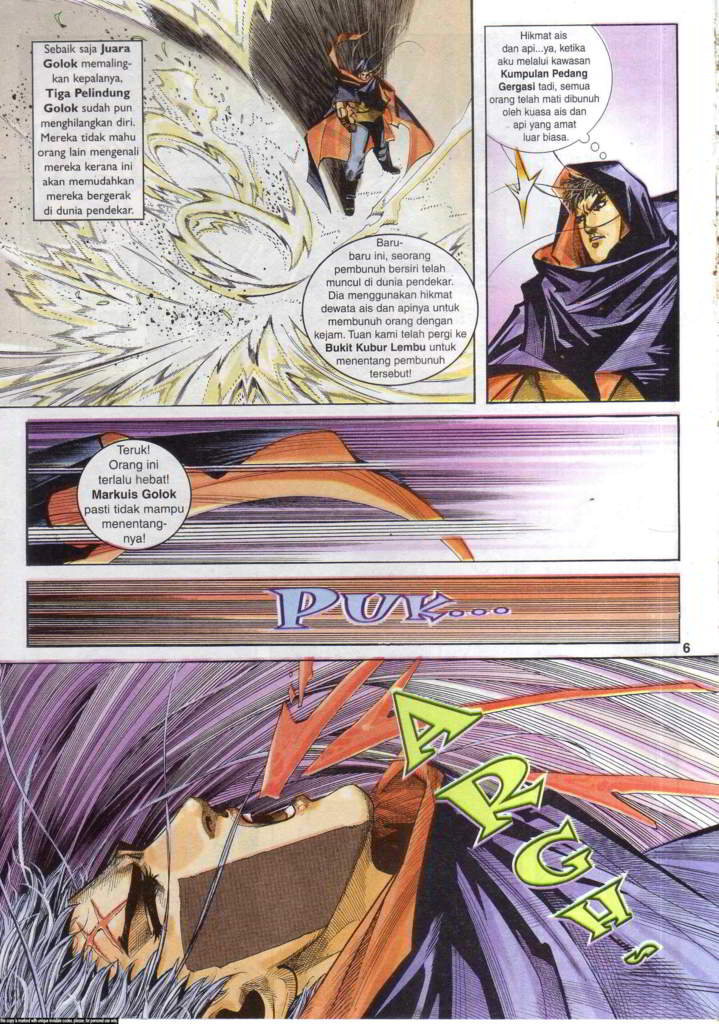 Sebaik saja Juara
Golok memaling-
kan kepalanya,
Tiga Pelindung
Golok sudah pun
menghilangkan diri.
Mereka tidak mahu
orang lain mengenali
mereka kerana ini
akan memudahkan
mereka bergerak
di dunia pendekar.
Baru-
baru ini, seorang
pembunuh bersiri telah
muncul di dunia pendekar.
Dia menggunakan hikmat
dewata ais dan apinya untuk
membunuh orang dengan
kejam. Tuan kami telah pergi ke
Bukit Kubur Lembu untuk
menentang pembunuh
tersebut!
Hikmat ais
dan api...ya, ketika
aku melalui kawasan
Kumpulan Pedang
Gergasi tadi, semua
orang telah mati dibunuh
oleh kuasa ais dan
api yang amat
luar biasa.
Teruk!
Orang ini
terlalu hebat!
Markuis Golok
pasti tidak mampu
menentang-
nya!
PUK...
6
ARGHS